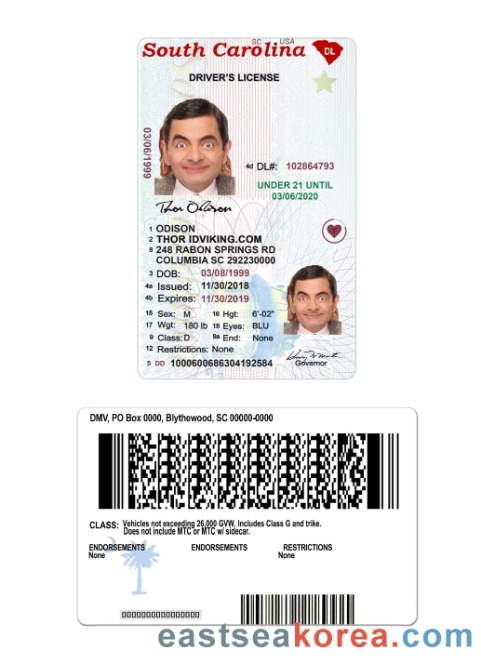 South Carolina SC USA DL
DRIVER'S LICENSE
03/06/1999
4d DL#: 102864793
UNDER 21 UNTIL
03/06/2020
Thor Odison
1 ODISON
2 THOR IDVIKING.COM
8 248 RABON SPRINGS RD
COLUMBIA SC 292230000
3 DOB: 03/08/1999
4a Issued: 11/30/2018
4b Expires: 11/30/2019
15 Sex: M 16 Hgt: 6'-02"
17 Wgt: 180 lb 18 Eyes: BLU
9 Class: D 9a End: None
12 Restrictions: None
Governor
5 DD 1000600686304192584
DMV, PO Box 0000, Blythewood, SC 00000-0000
CLASS: Vehicles not exceeding 26,000 GVW. Includes Class G and trike.
Does not include MTC or MTC w/ sidecar.
ENDORSEMENTS ENDORSEMENTS RESTRICTIONS
None None
eastseakorea.com